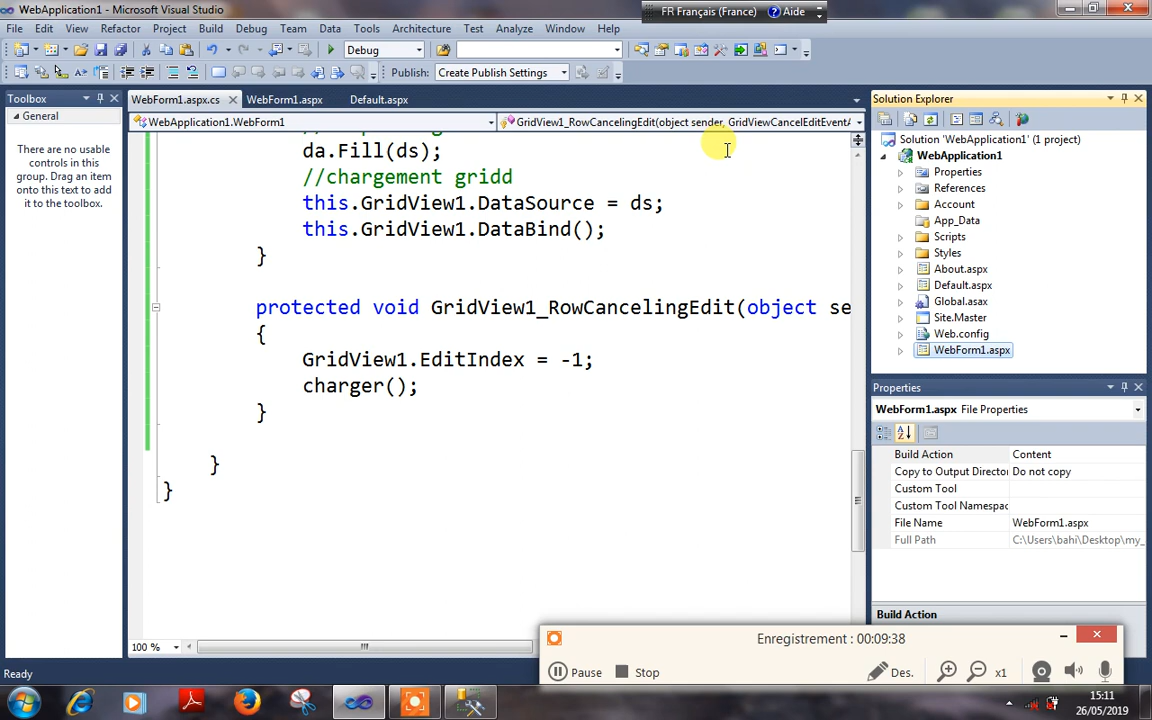 WebApplication1 - Microsoft Visual Studio
FR Français (France)
Aide
File Edit View Refactor Project Build Debug Team Data Tools Architecture Test Analyze Window Help
Debug
Publish: Create Publish Settings
Toolbox
General
There are no usable
controls in this
group. Drag an item
onto this text to add
it to the toolbox.
WebForm1.aspx.cs
WebForm1.aspx
Default.aspx
WebApplication1.WebForm1
GridView1_RowCancelingEdit(object sender, GridViewCancelEditEventA
da.Fill(ds);
//chargement gridd
this.GridView1.DataSource = ds;
this.GridView1.DataBind();
}
protected void GridView1_RowCancelingEdit(object se
{
GridView1.EditIndex = -1;
charger();
}
}
}
100 %
Solution Explorer
Solution 'WebApplication1' (1 project)
WebApplication1
Properties
References
Account
App_Data
Scripts
Styles
About.aspx
Default.aspx
Global.asax
Site.Master
Web.config
WebForm1.aspx
Properties
WebForm1.aspx File Properties
Build Action Content
Copy to Output Director Do not copy
Custom Tool
Custom Tool Namespac
File Name WebForm1.aspx
Full Path C:\Users\bahi\Desktop\my_
Build Action
Enregistrement : 00:09:38
Pause
Stop
Des.
x1
Ready
15:11
26/05/2019